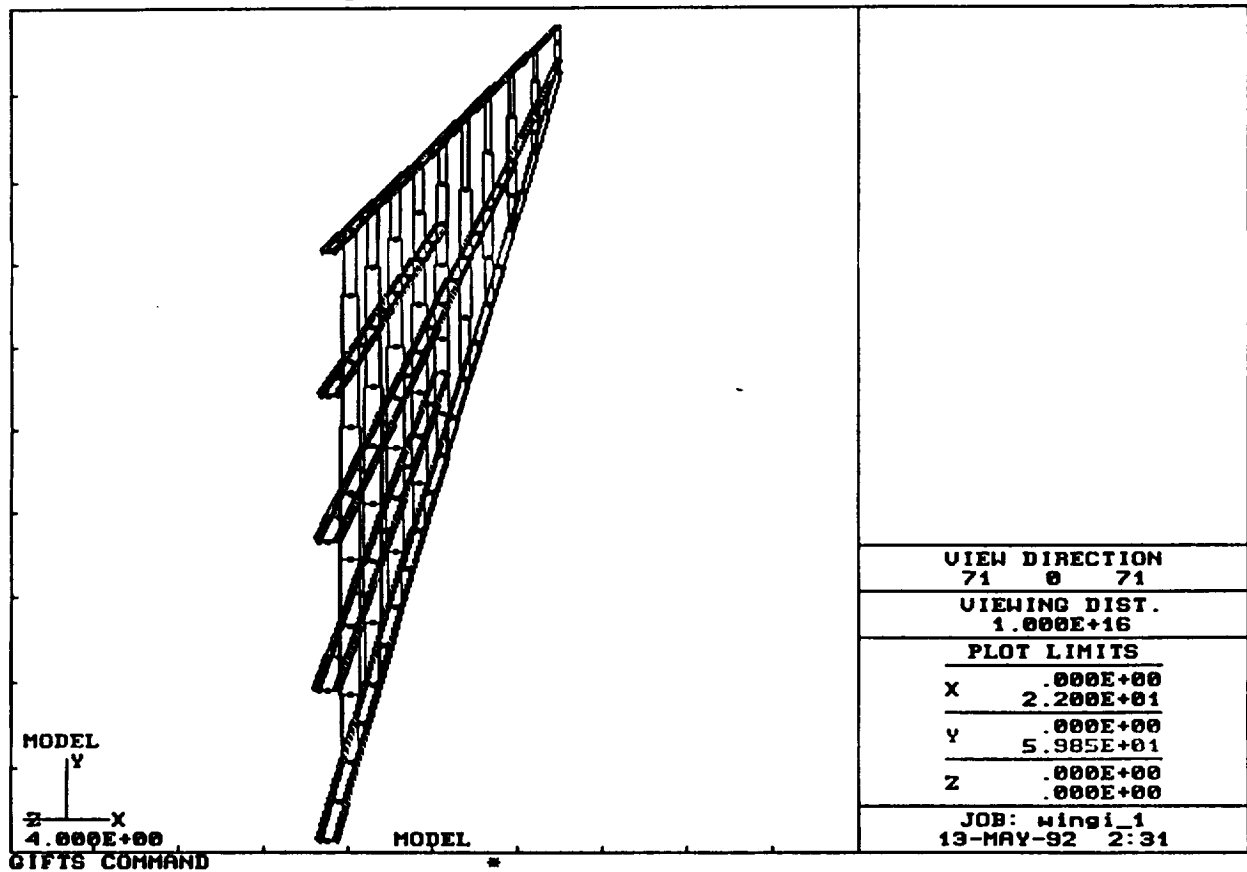 VIEW DIRECTION
71 0 71
VIEWING DIST.
1.000E+16
PLOT LIMITS
X .000E+00
2.200E+01
Y .000E+00
5.985E+01
Z .000E+00
.000E+00
JOB: wingi_1
13-MAY-92 2:31
MODEL
Y
Z X
4.000E+00
MODEL
GIFTS COMMAND *